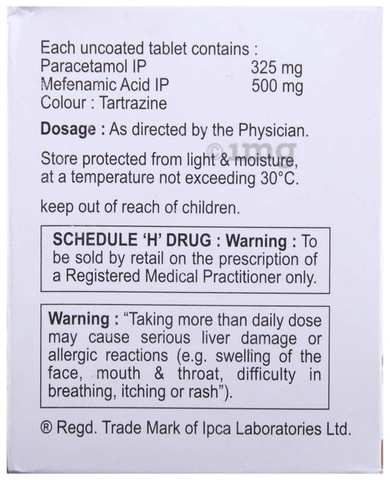 Each uncoated tablet contains :
Paracetamol IP 325 mg
Mefenamic Acid IP 500 mg
Colour : Tartrazine
Dosage : As directed by the Physician.
1mg
Store protected from light & moisture,
at a temperature not exceeding 30°C.
keep out of reach of children.
SCHEDULE ‘H’ DRUG : Warning : To
be sold by retail on the prescription of
a Registered Medical Practitioner only.
Warning : “Taking more than daily dose
may cause serious liver damage or
allergic reactions (e.g. swelling of the
face, mouth & throat, difficulty in
breathing, itching or rash”).
® Regd. Trade Mark of Ipca Laboratories Ltd.